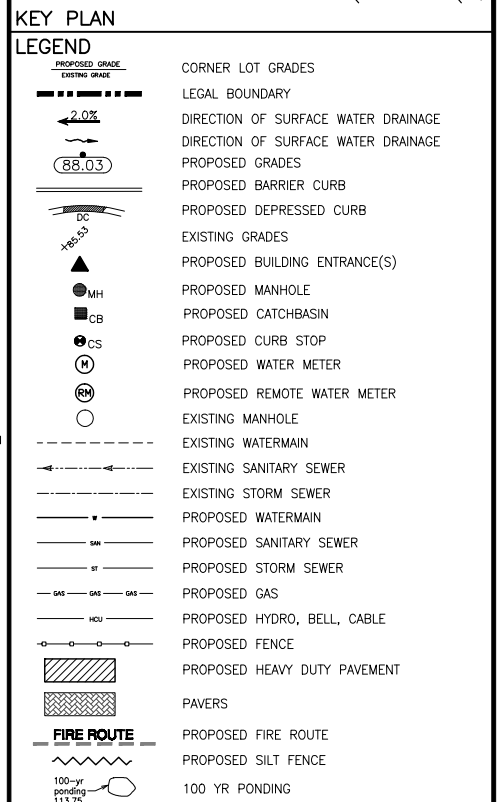 KEY PLAN
LEGEND
PROPOSED GRADE
EXISTING GRADE
CORNER LOT GRADES
LEGAL BOUNDARY
2.0%
DIRECTION OF SURFACE WATER DRAINAGE
DIRECTION OF SURFACE WATER DRAINAGE
88.03
PROPOSED GRADES
PROPOSED BARRIER CURB
DC
PROPOSED DEPRESSED CURB
+85.53
EXISTING GRADES
PROPOSED BUILDING ENTRANCE(S)
MH
PROPOSED MANHOLE
CB
PROPOSED CATCHBASIN
CS
PROPOSED CURB STOP
M
PROPOSED WATER METER
RM
PROPOSED REMOTE WATER METER
EXISTING MANHOLE
EXISTING WATERMAIN
EXISTING SANITARY SEWER
EXISTING STORM SEWER
W
PROPOSED WATERMAIN
SAN
PROPOSED SANITARY SEWER
ST
PROPOSED STORM SEWER
GAS GAS GAS
PROPOSED GAS
HCU
PROPOSED HYDRO, BELL, CABLE
PROPOSED FENCE
PROPOSED HEAVY DUTY PAVEMENT
PAVERS
FIRE ROUTE
PROPOSED FIRE ROUTE
PROPOSED SILT FENCE
100-yr
ponding
113.75
100 YR PONDING